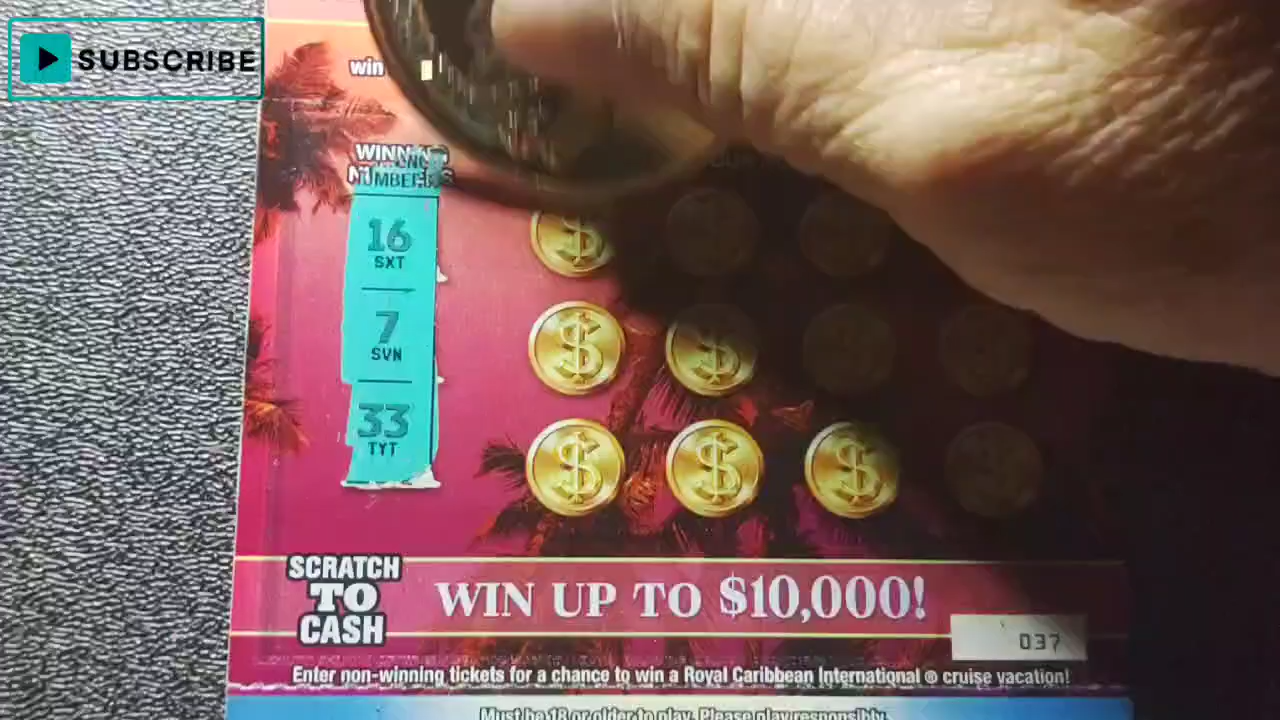 SUBSCRIBE
win
WINNING
NUMBERS
16
SXT
7
SVN
33
TYT
SCRATCH
TO
CASH
WIN UP TO $10,000!
037
Enter non-winning tickets for a chance to win a Royal Caribbean International ® cruise vacation!
Must be 18 or older to play. Please play responsibly.